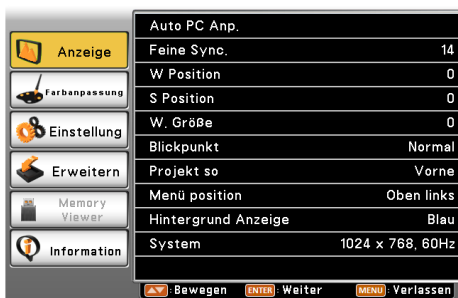 Anzeige
Farbanpassung
Einstellung
Erweitern
Memory
Viewer
Information
Auto PC Anp.
Feine Sync. 14
W Position 0
S Position 0
W. Größe 0
Blickpunkt Normal
Projekt so Vorne
Menü position Oben links
Hintergrund Anzeige Blau
System 1024 x 768, 60Hz
:Bewegen ENTER :Weiter MENU :Verlassen